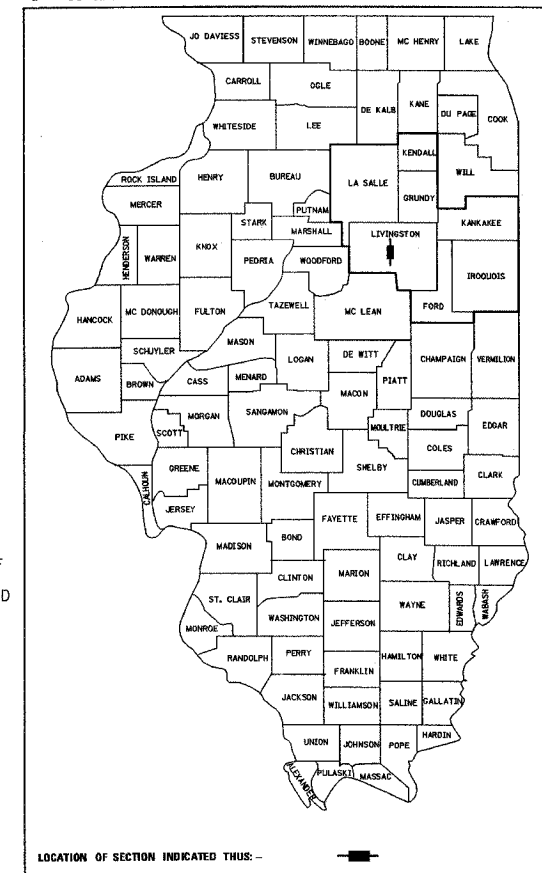 JO DAVIESS STEVENSON WINNEBAGO BOONE MC HENRY LAKE
CARROLL OGLE DE KALB KANE DU PAGE COOK
WHITESIDE LEE KENDALL WILL
ROCK ISLAND HENRY BUREAU LA SALLE GRUNDY
MERCER PUTNAM KANKAKEE
STARK MARSHALL LIVINGSTON
HENDERSON WARREN KNOX PEDRIA WOODFORD IROQUOIS
HANCOCK MC DONOUGH FULTON TAZEWELL MC LEAN FORD
MASON
SCHUYLER LOGAN DE WITT CHAMPAIGN VERMILION
ADAMS BROWN CASS MENARD PIATT
MACON
MORGAN SANGAMON DOUGLAS
PIKE SCOTT CHRISTIAN MOULTRIE COLES EDGAR
GREENE MACOUPIN MONTGOMERY SHELBY CUMBERLAND CLARK
CALHOUN JERSEY
FAYETTE EFFINGHAM JASPER CRAWFORD
MADISON BOND
CLAY RICHLAND LAWRENCE
CLINTON MARION
ST. CLAIR WAYNE EDWARDS WABASH
WASHINGTON JEFFERSON
MONROE
RANDOLPH PERRY HAMILTON WHITE
FRANKLIN
JACKSON WILLIAMSON SALINE GALLATIN
UNION JOHNSON POPE HARDIN
ALEXANDER PULASKI MASSAC
D
LOCATION OF SECTION INDICATED THUS: –